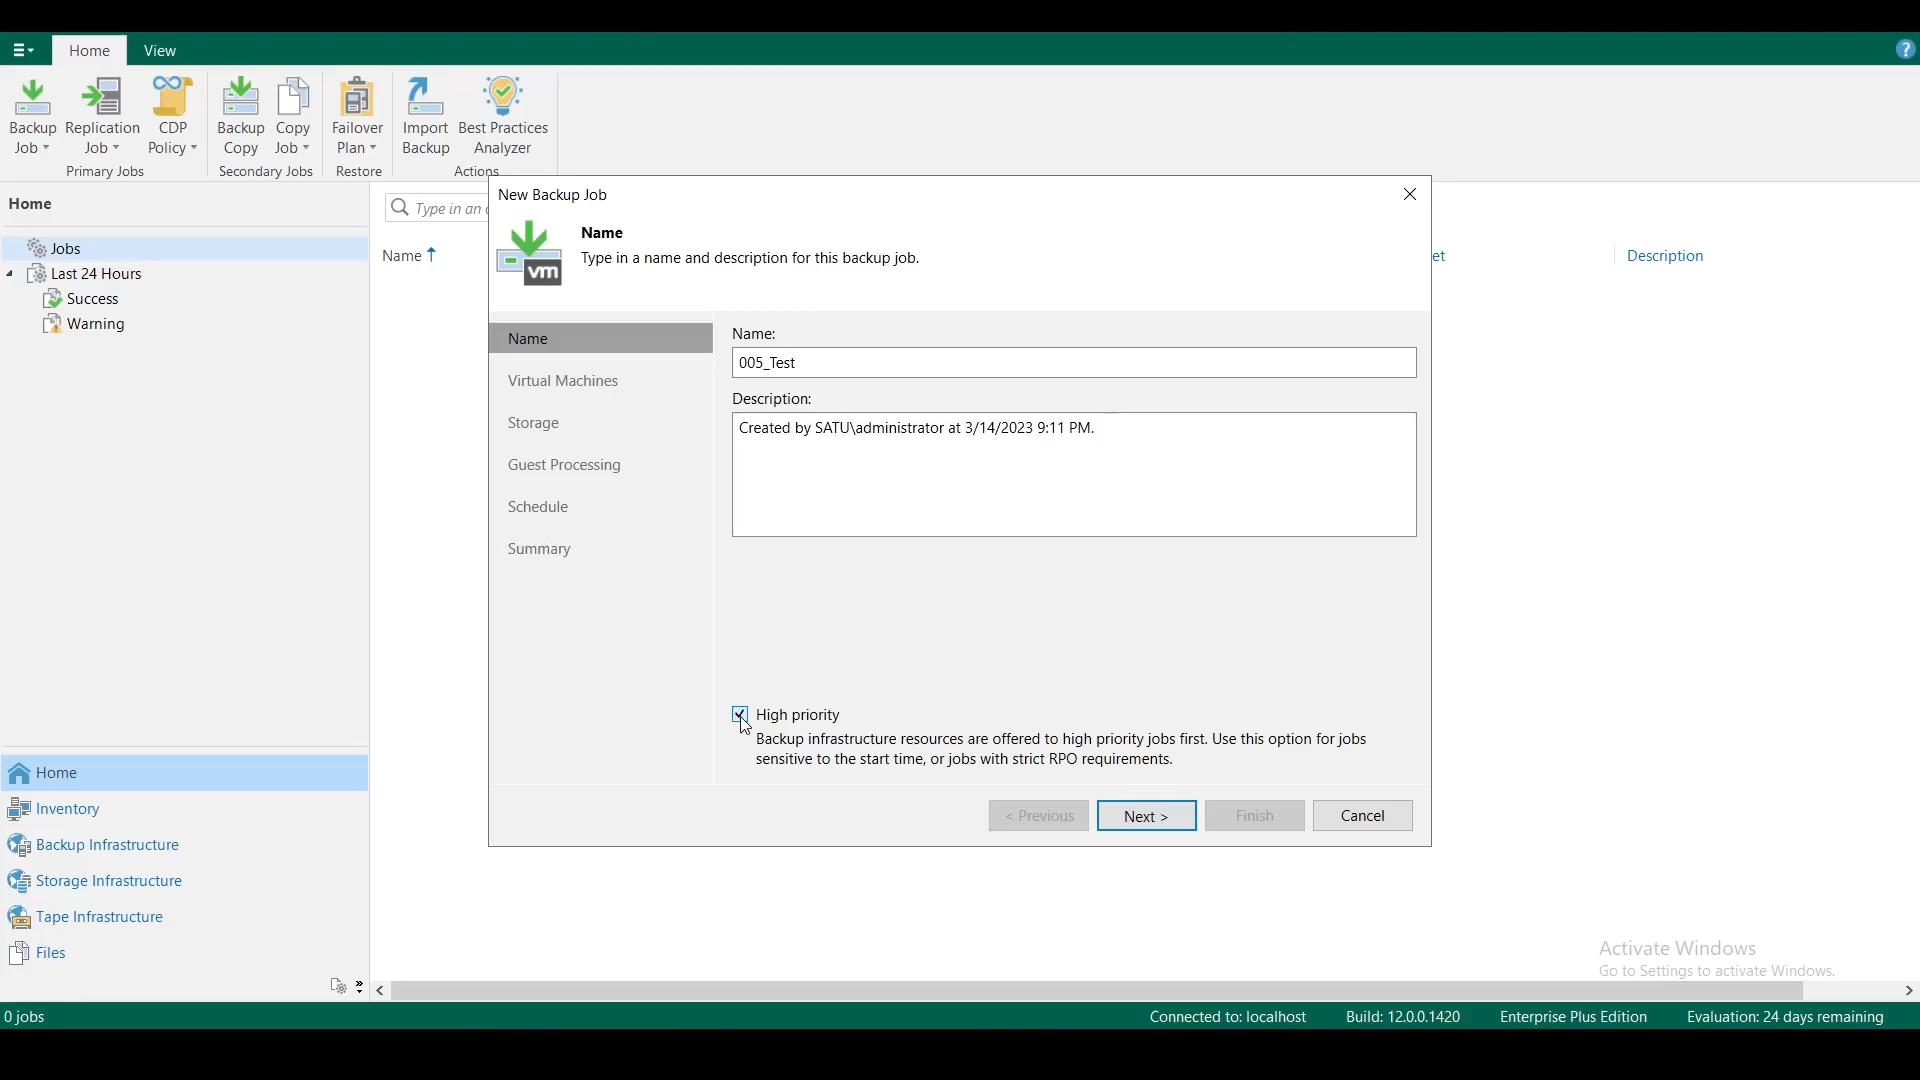 Home View
Backup Job
Replication Job
CDP Policy
Backup Copy
Copy Job
Failover Plan
Import Backup
Best Practices Analyzer
Primary Jobs
Secondary Jobs
Restore
Actions
Home
Jobs
Last 24 Hours
Success
Warning
Type in an
Name
et
Description
New Backup Job
Name
Type in a name and description for this backup job.
vm
Name
Virtual Machines
Storage
Guest Processing
Schedule
Summary
Name:
005_Test
Description:
Created by SATU\administrator at 3/14/2023 9:11 PM.
High priority
Backup infrastructure resources are offered to high priority jobs first. Use this option for jobs
sensitive to the start time, or jobs with strict RPO requirements.
< Previous
Next >
Finish
Cancel
Home
Inventory
Backup Infrastructure
Storage Infrastructure
Tape Infrastructure
Files
Activate Windows
Go to Settings to activate Windows.
0 jobs
Connected to: localhost
Build: 12.0.0.1420
Enterprise Plus Edition
Evaluation: 24 days remaining